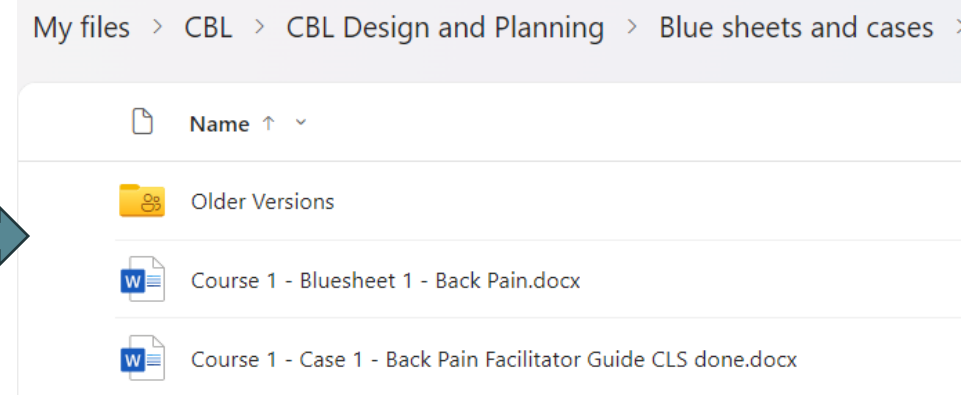 My files > CBL > CBL Design and Planning > Blue sheets and cases >
Name ↑
Older Versions
W Course 1 - Bluesheet 1 - Back Pain.docx
W Course 1 - Case 1 - Back Pain Facilitator Guide CLS done.docx